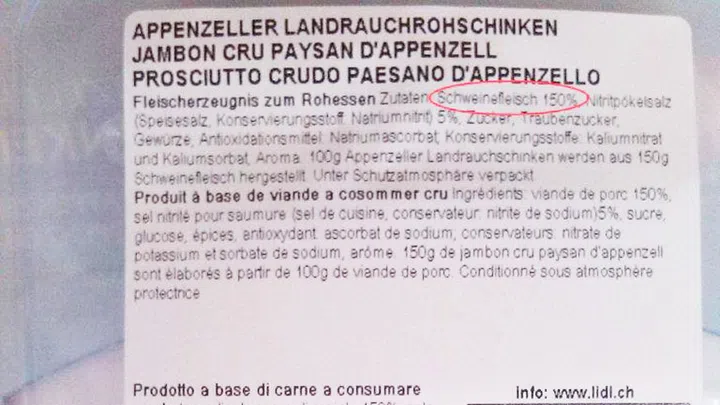 APPENZELLER LANDRAUCHROHSCHINKEN
JAMBON CRU PAYSAN D'APPENZELL
PROSCIUTTO CRUDO PAESANO D'APPENZELLO
Fleischerzeugnis zum Rohessen Zutaten: Schweinefleisch 150%, Nitritpökelsalz
(Speisesalz, Konservierungsstoff: Natriumnitrit) 5%, Zucker, Traubenzucker,
Gewürze, Antioxidationsmittel: Natriumascorbat, Konservierungsstoffe: Kaliumnitrat
und Kaliumsorbat, Aroma. 100g Appenzeller Landrauchschinken werden aus 150g
Schweinefleisch hergestellt. Unter Schutzatmosphäre verpackt.
Produit à base de viande a cosommer cru Ingrédients: viande de porc 150%,
sel nitrité pour saumure (sel de cuisine, conservateur: nitrite de sodium)5%, sucre,
glucose, épices, antioxydant: ascorbat de sodium, conservateurs: nitrate de
potassium et sorbate de sodium, arôme. 150g de jambon cru paysan d'appenzell
sont élaborés à partir de 100g de viande de porc. Conditionné sous atmosphère
protectrice
Prodotto a base di carne a consumare
info: www.lidl.ch